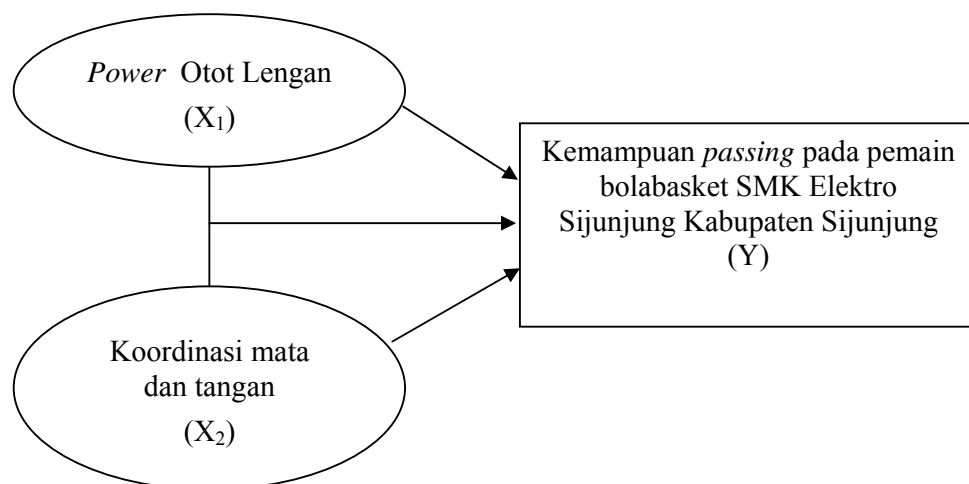 Power Otot Lengan
(X₁)
Kemampuan passing pada pemain
bolabasket SMK Elektro
Sijunjung Kabupaten Sijunjung
(Y)
Koordinasi mata
dan tangan
(X₂)